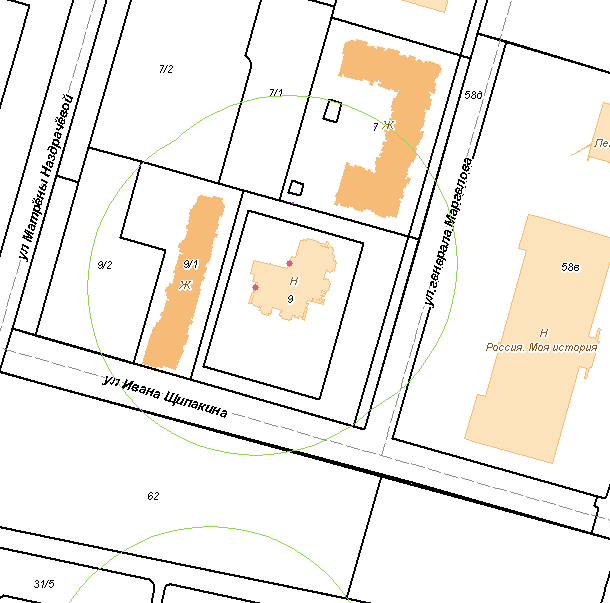 7/2
7/1
58д
7 Ж
ул Матрёны Наздрачёвой
ул.генерала Маргелова
9/2
9/1
Ж
Н
9
58в
Н
Россия. Моя история
ул Ивана Щипакина
62
31/5